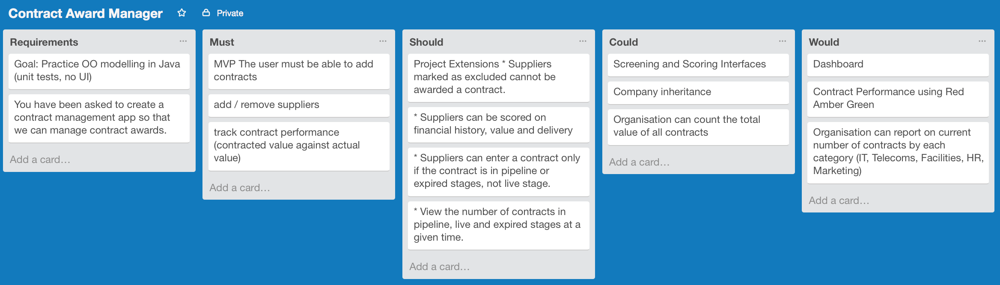 Contract Award Manager Private
Requirements
Goal: Practice OO modelling in Java
(unit tests, no UI)
You have been asked to create a
contract management app so that
we can manage contract awards.
Add a card…
Must
MVP The user must be able to add
contracts
add / remove suppliers
track contract performance
(contracted value against actual
value)
Add a card…
Should
Project Extensions * Suppliers
marked as excluded cannot be
awarded a contract.
* Suppliers can be scored on
financial history, value and delivery
* Suppliers can enter a contract only
if the contract is in pipeline or
expired stages, not live stage.
* View the number of contracts in
pipeline, live and expired stages at a
given time.
Add a card…
Could
Screening and Scoring Interfaces
Company inheritance
Organisation can count the total
value of all contracts
Add a card…
Would
Dashboard
Contract Performance using Red
Amber Green
Organisation can report on current
number of contracts by each
category (IT, Telecoms, Facilities, HR,
Marketing)
Add a card…